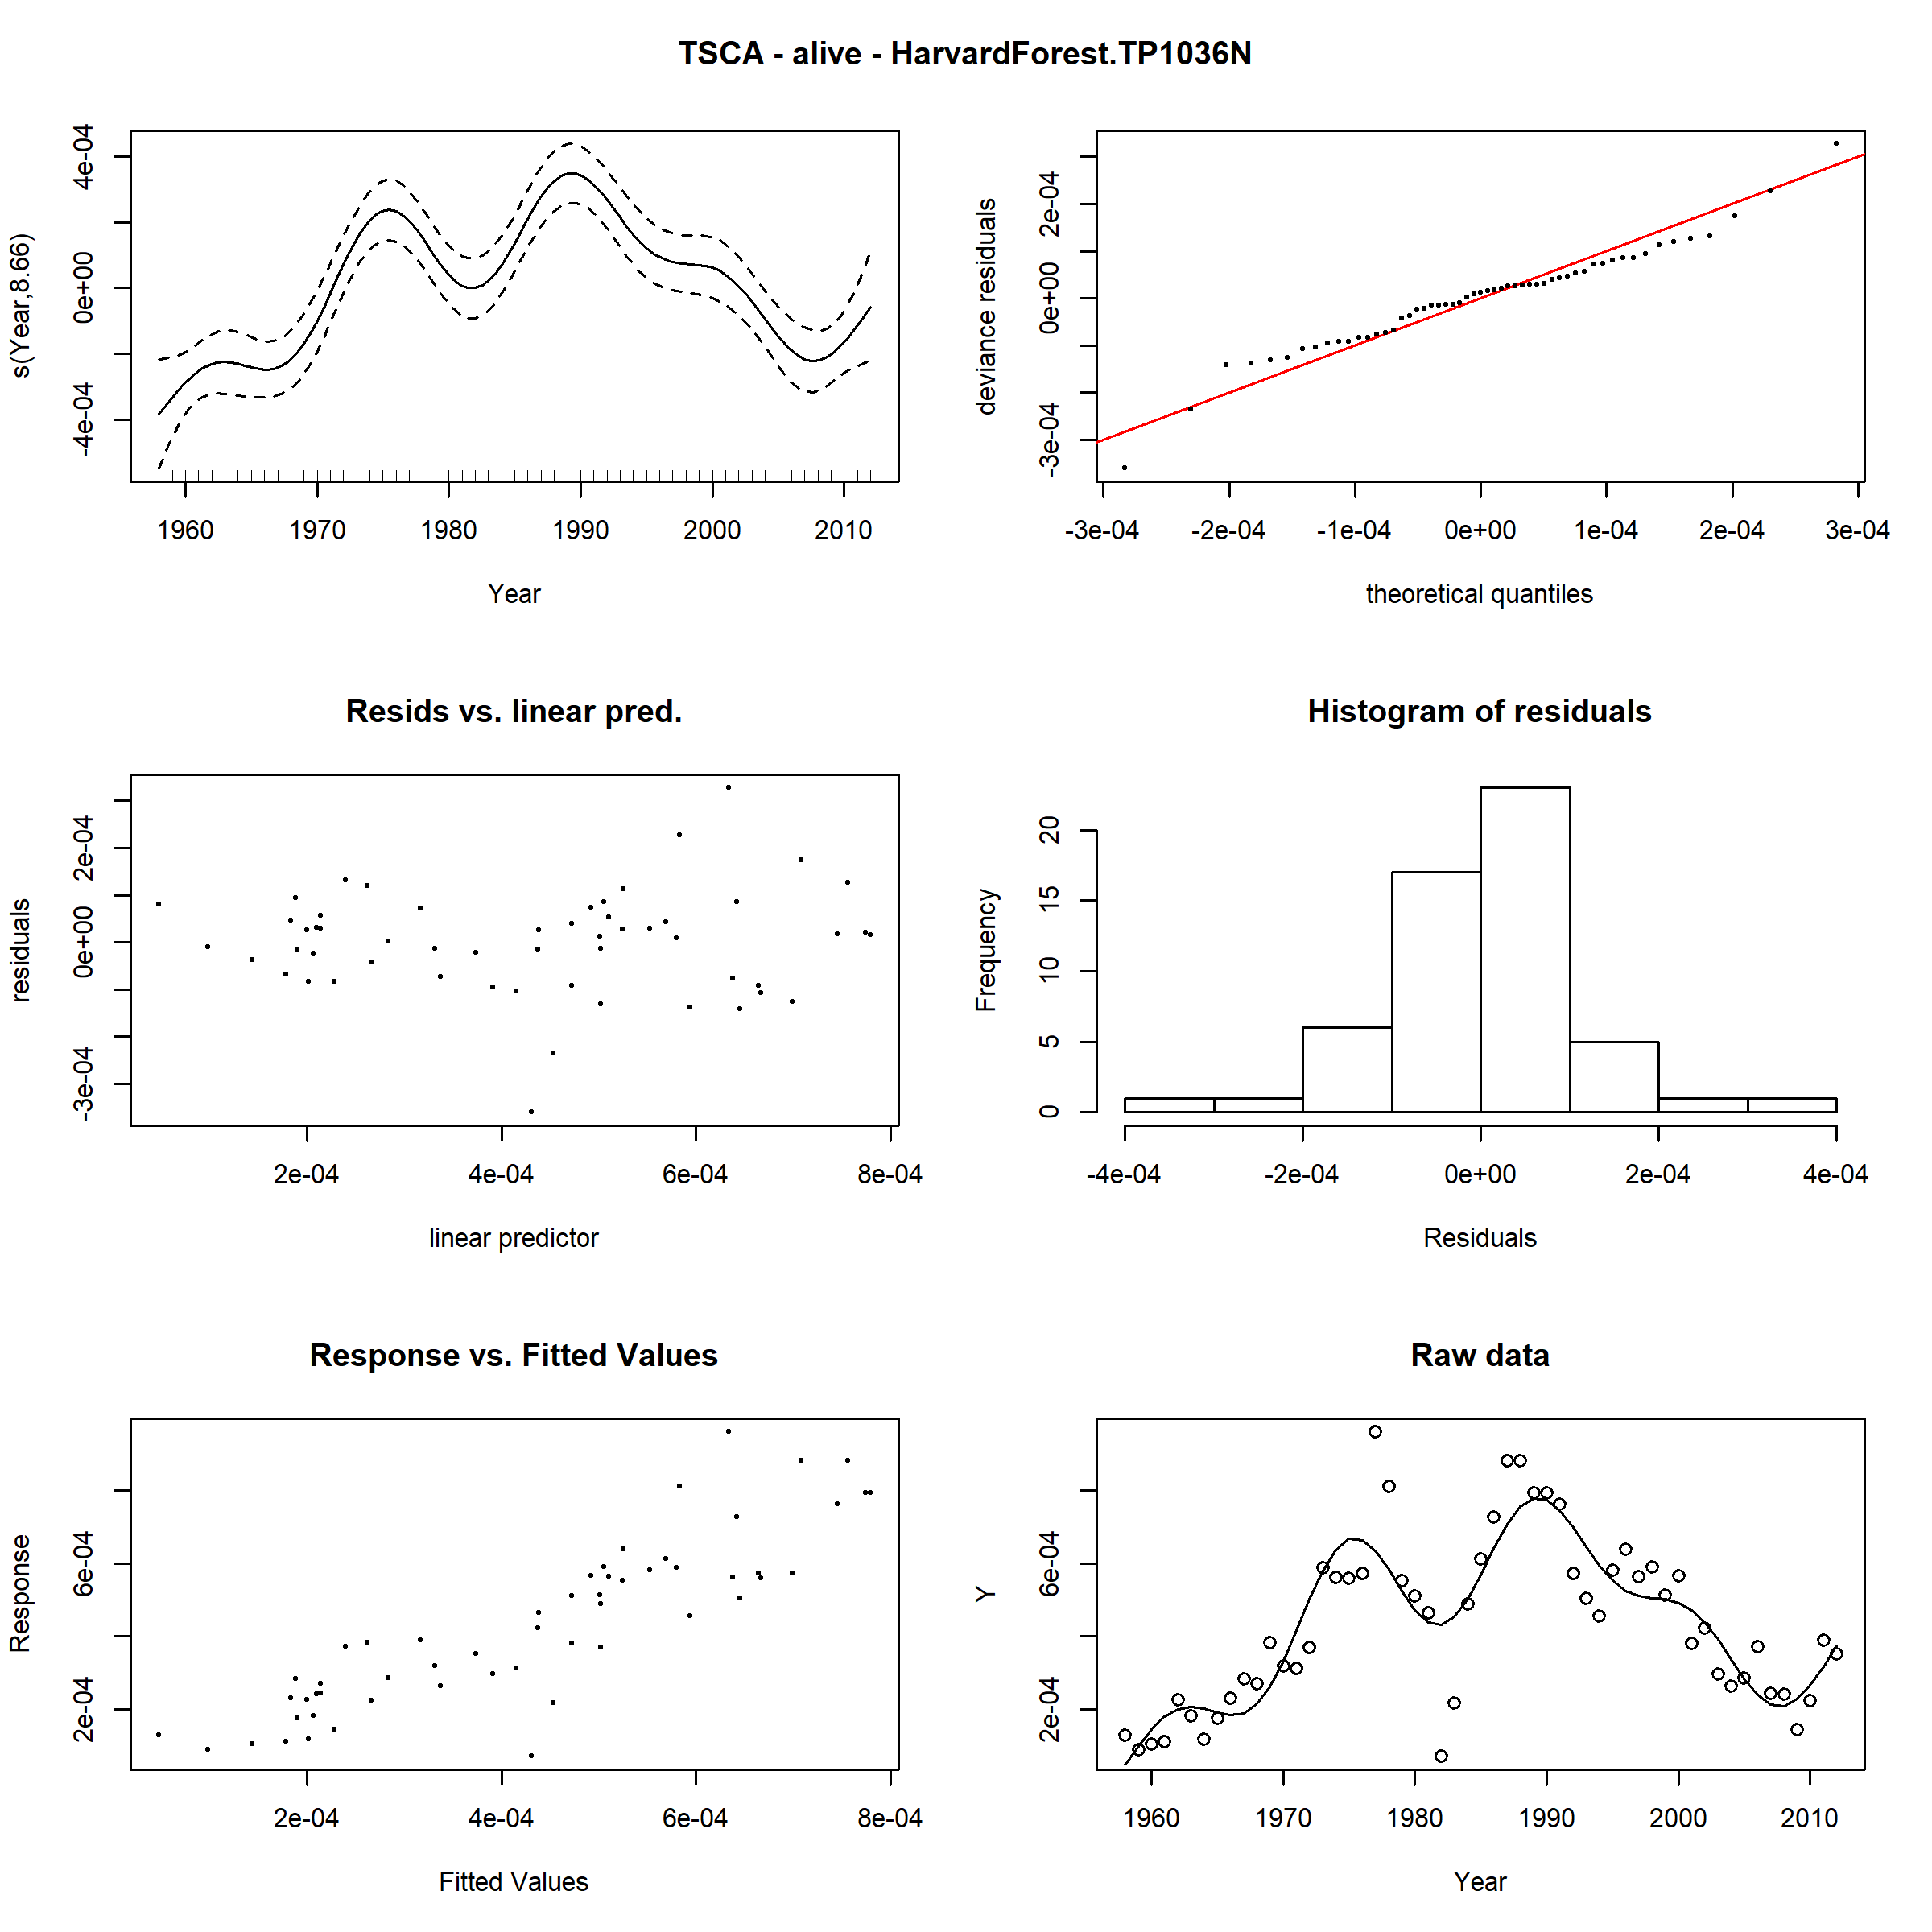 TSCA - alive - HarvardForest.TP1036N
s(Year,8.66)
-4e-04 0e+00 4e-04
1960 1970 1980 1990 2000 2010
Year
deviance residuals
-3e-04 0e+00 2e-04
-3e-04 -2e-04 -1e-04 0e+00 1e-04 2e-04 3e-04
theoretical quantiles
Resids vs. linear pred.
residuals
-3e-04 0e+00 2e-04
2e-04 4e-04 6e-04 8e-04
linear predictor
Histogram of residuals
Frequency
0 5 10 15 20
-4e-04 -2e-04 0e+00 2e-04 4e-04
Residuals
Response vs. Fitted Values
Response
2e-04 6e-04
2e-04 4e-04 6e-04 8e-04
Fitted Values
Raw data
Y
2e-04 6e-04
1960 1970 1980 1990 2000 2010
Year